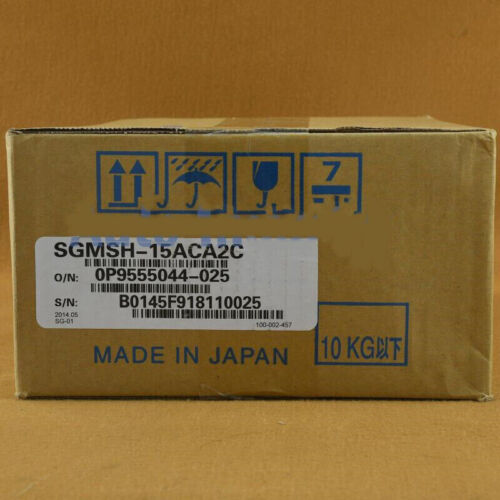 7
SGMSH-15ACA2C
O/N: 0P9555044-025
S/N: B0145F918110025
2014.05
SG-01
100-002-457
MADE IN JAPAN
10 KG以下